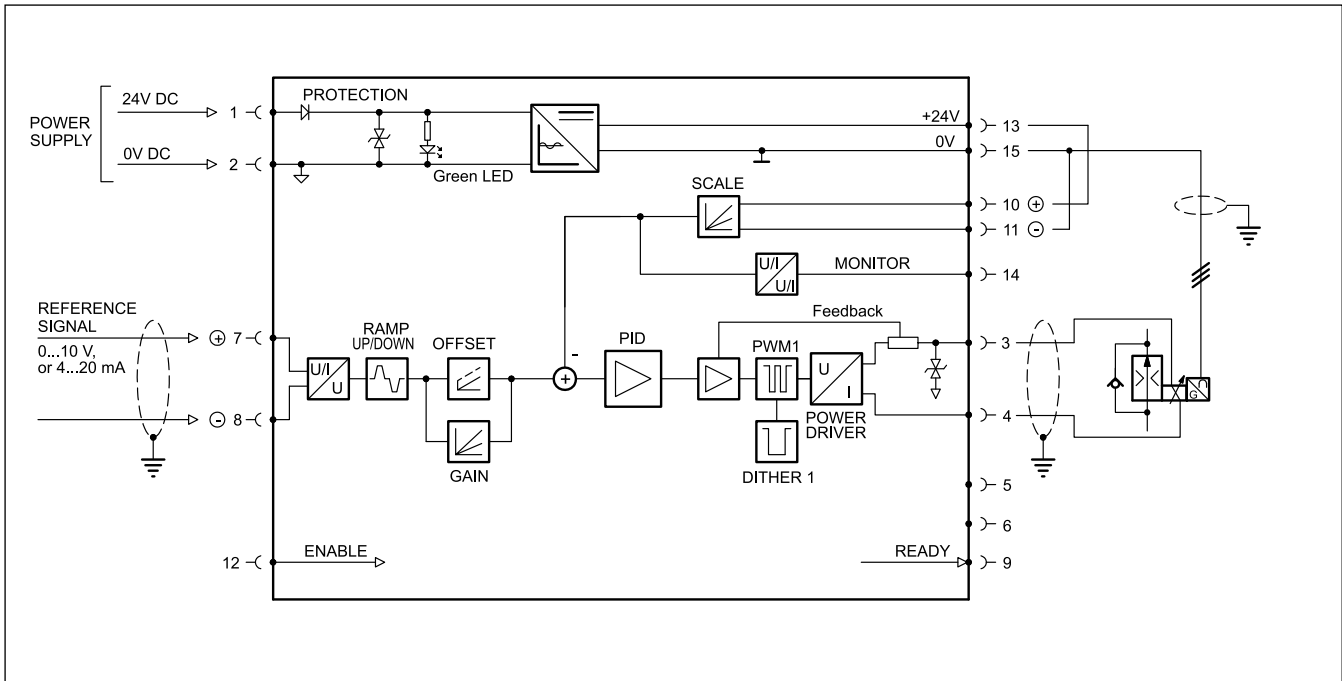 POWER
SUPPLY
24V DC
0V DC
1
2
PROTECTION
Green LED
+24V
0V
13
15
SCALE
10 +
11 -
U/I
U/I
MONITOR
14
REFERENCE
SIGNAL
0...10 V,
or 4...20 mA
+ 7
- 8
U/I
U
RAMP
UP/DOWN
OFFSET
GAIN
-
+
PID
Feedback
PWM1
U
I
POWER
DRIVER
DITHER 1
3
4
G
5
6
12
ENABLE
READY
9